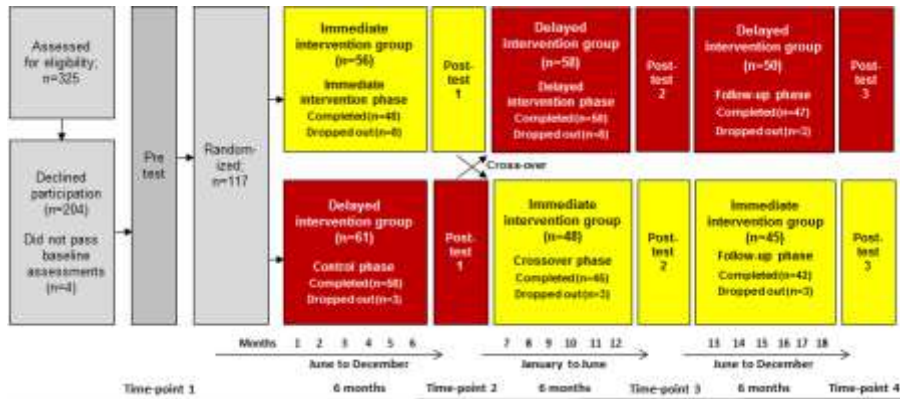 Assessed
for eligibility;
n=325
Declined
participation
(n=204)
Did not pass
baseline
assessments
(n=4)
Pre
test
Random-
ized;
n=117
Immediate
intervention group
(n=56)
Immediate
intervention phase
Completed(n=48)
Dropped out(n=8)
Post-
test
1
Delayed
intervention group
(n=58)
Delayed
intervention phase
Completed(n=50)
Dropped out(n=8)
Post-
test
2
Delayed
intervention group
(n=50)
Follow-up phase
Completed(n=47)
Dropped out(n=3)
Post-
test
3
Cross-over
Delayed
intervention group
(n=61)
Control phase
Completed(n=58)
Dropped out(n=3)
Post-
test
1
Immediate
intervention group
(n=48)
Crossover phase
Completed(n=45)
Dropped out(n=3)
Post-
test
2
Immediate
intervention group
(n=45)
Follow-up phase
Completed(n=42)
Dropped out(n=3)
Post-
test
3
Months 1 2 3 4 5 6 7 8 9 10 11 12 13 14 15 16 17 18
June to December January to June June to December
Time-point 1 6 months Time-point 2 6 months Time-point 3 6 months Time-point 4